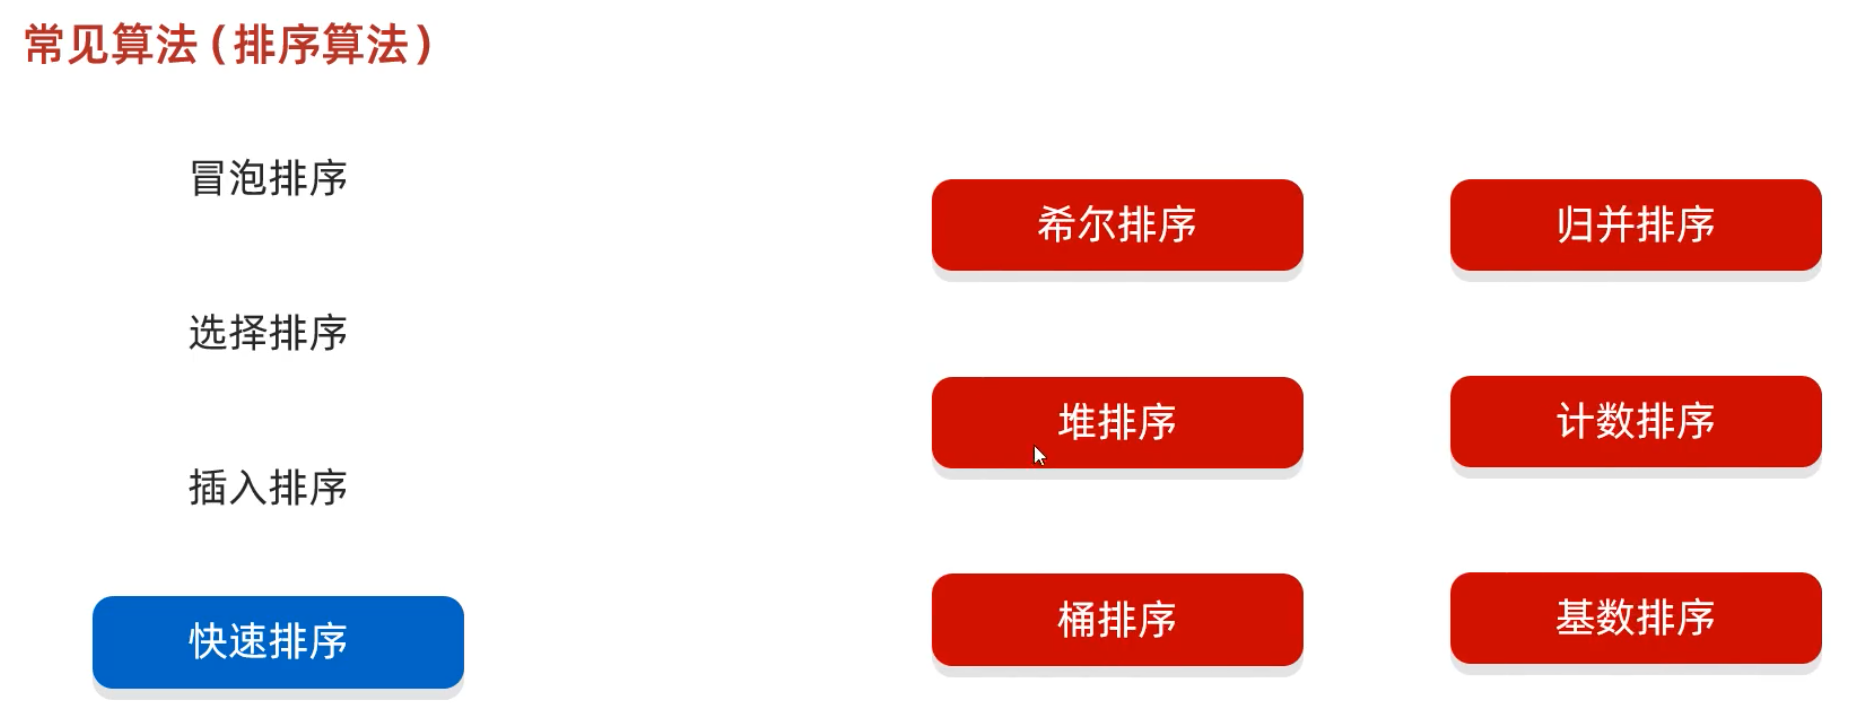 常见算法（排序算法）
冒泡排序
选择排序
插入排序
快速排序
希尔排序
归并排序
堆排序
计数排序
桶排序
基数排序